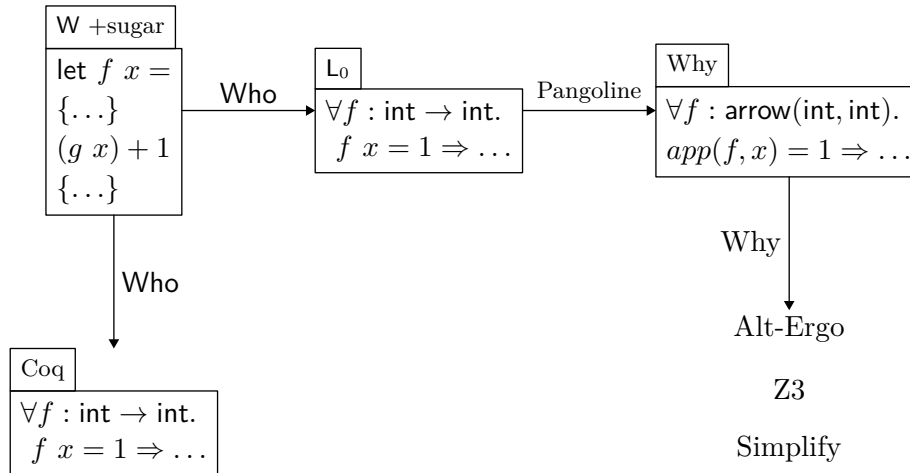 W +sugar
let f x =
{...}
(g x) + 1
{...}
Who
L₀
∀f : int → int.
f x = 1 ⇒ ...
Pangoline
Why
∀f : arrow(int, int).
app(f, x) = 1 ⇒ ...
Who
Why
Coq
∀f : int → int.
f x = 1 ⇒ ...
Alt-Ergo
Z3
Simplify